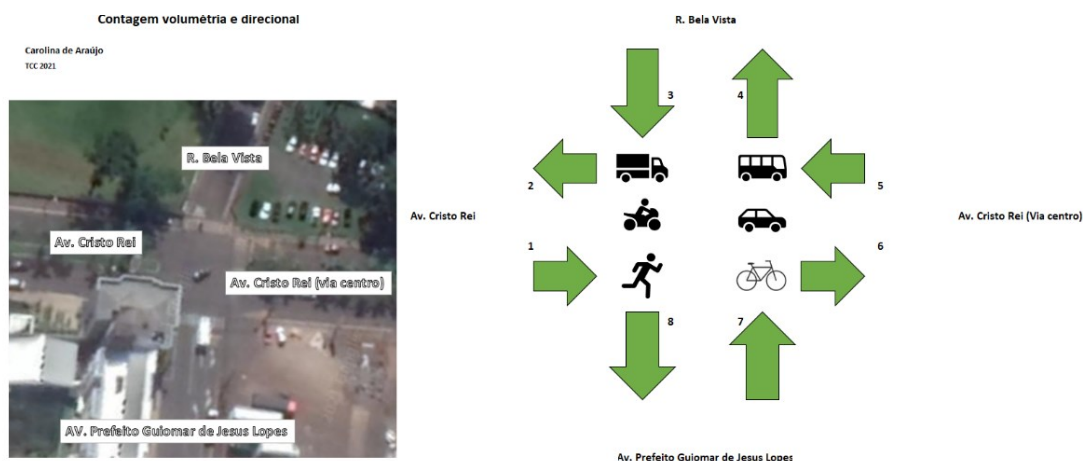 Contagem volumétria e direcional
Carolina de Araújo
TCC 2021
R. Bela Vista
Av. Cristo Rei
Av. Cristo Rei (via centro)
AV. Prefeito Guiomar de Jesus Lopes
R. Bela Vista
3
4
2
5
Av. Cristo Rei
Av. Cristo Rei (Via centro)
1
6
8
7
Av. Prefeito Guiomar de Jesus Lopes